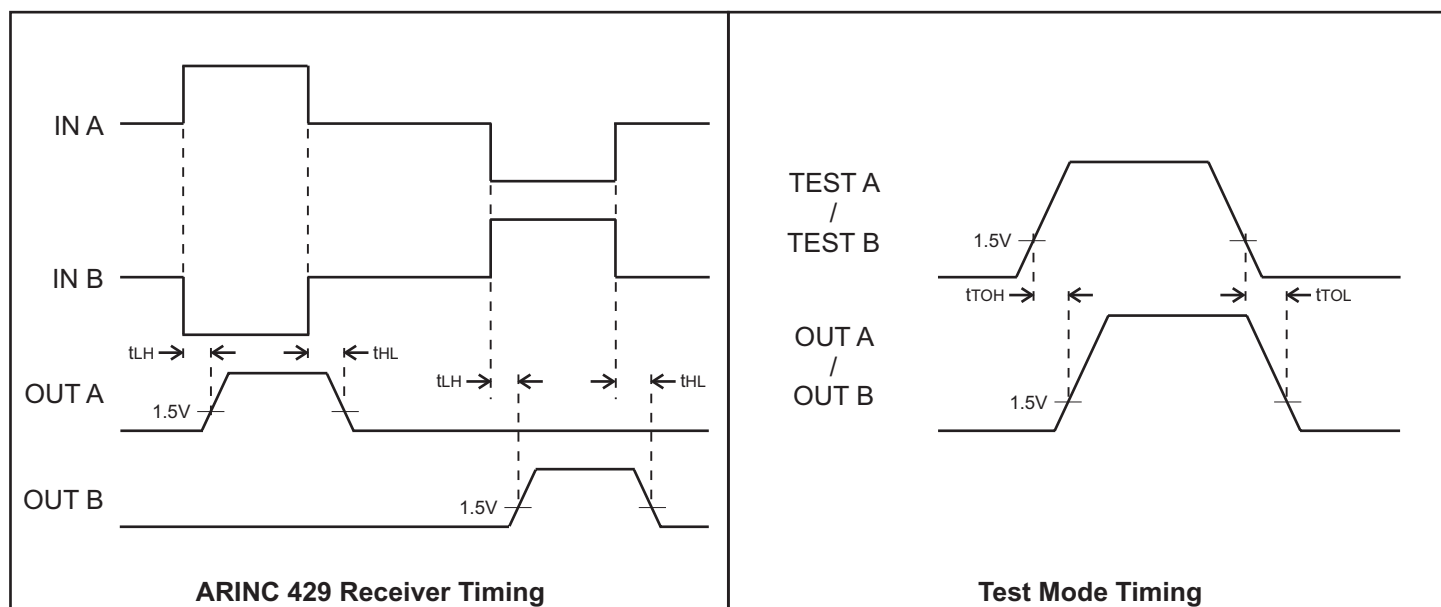 IN A
IN B
tLH
tHL
OUT A
1.5V
tLH
tHL
OUT B
1.5V
ARINC 429 Receiver Timing
TEST A
/
TEST B
1.5V
tTOH
tTOL
OUT A
/
OUT B
1.5V
Test Mode Timing